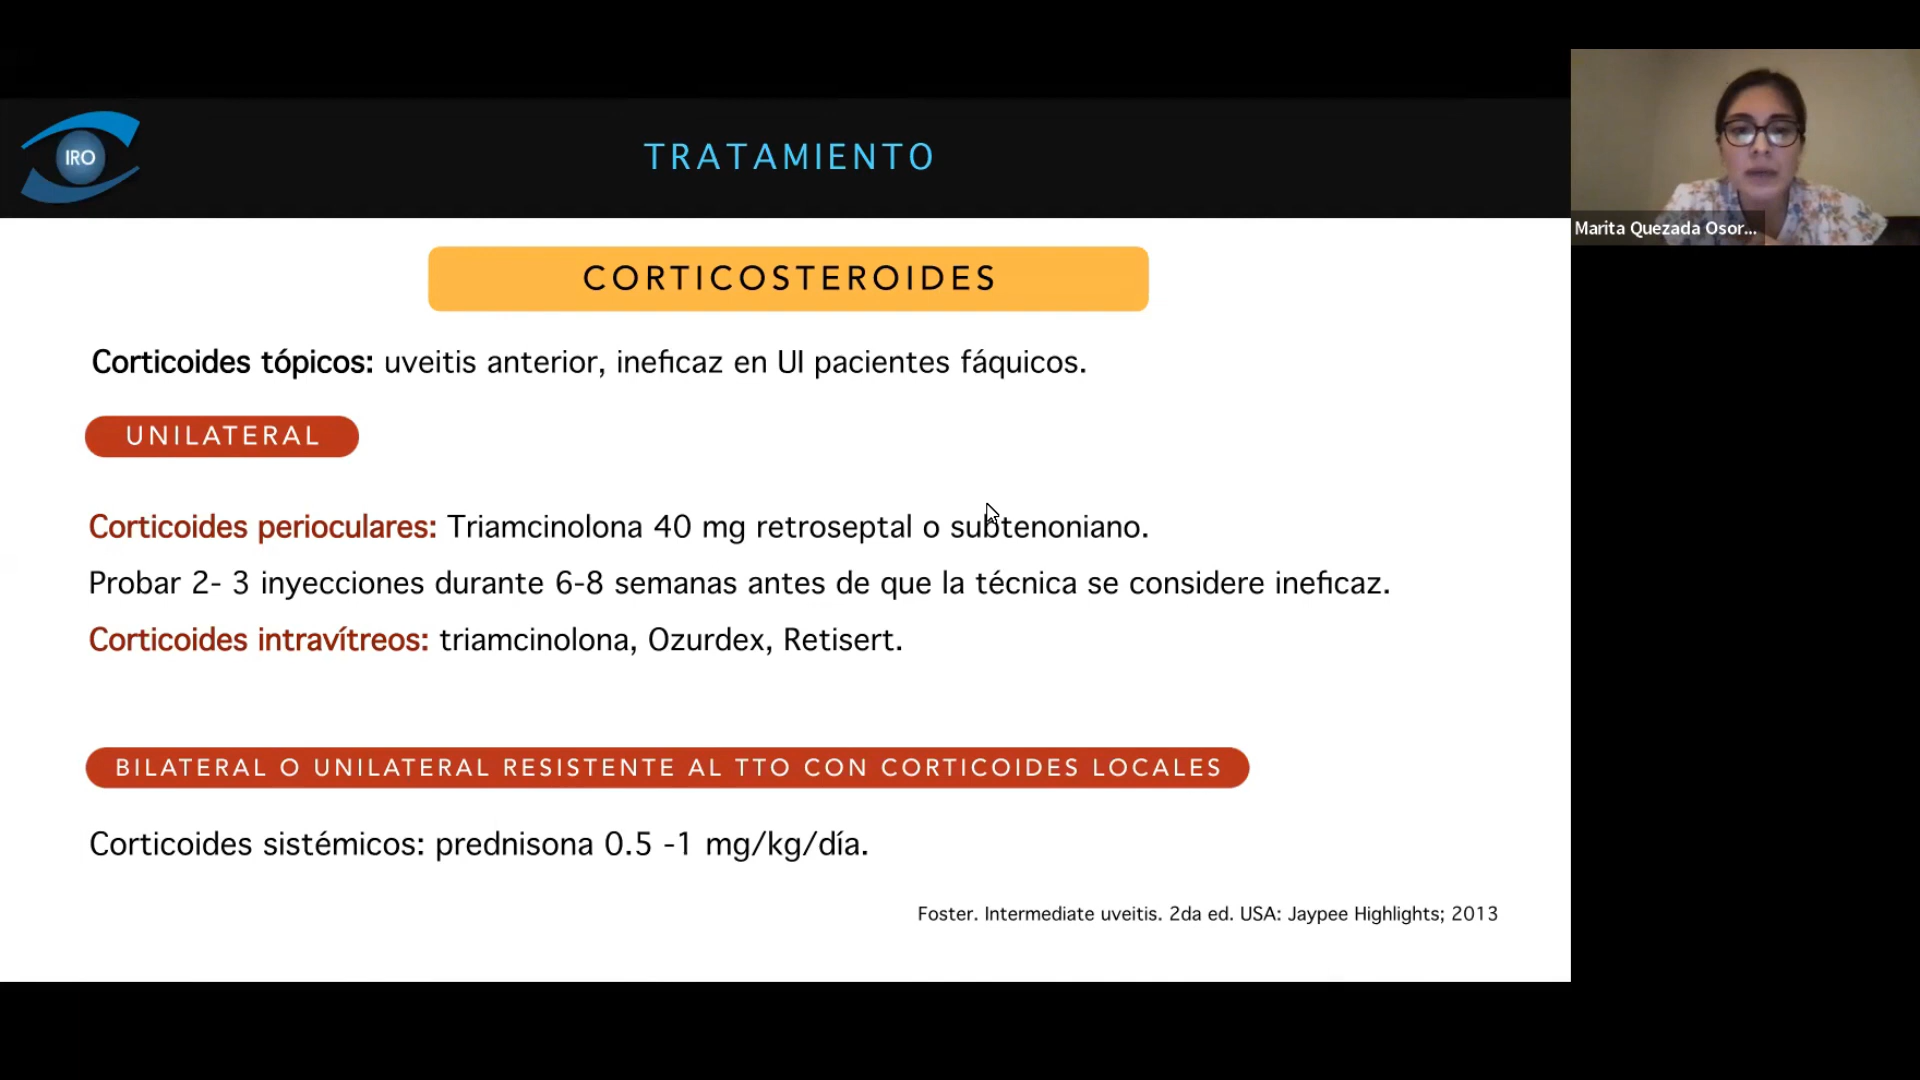 IRO
TRATAMIENTO
Marita Quezada Osor...
CORTICOSTEROIDES
Corticoides tópicos: uveitis anterior, ineficaz en UI pacientes fáquicos.
UNILATERAL
Corticoides perioculares: Triamcinolona 40 mg retroseptal o subtenoniano.
Probar 2- 3 inyecciones durante 6-8 semanas antes de que la técnica se considere ineficaz.
Corticoides intravítreos: triamcinolona, Ozurdex, Retisert.
BILATERAL O UNILATERAL RESISTENTE AL TTO CON CORTICOIDES LOCALES
Corticoides sistémicos: prednisona 0.5 -1 mg/kg/día.
Foster. Intermediate uveitis. 2da ed. USA: Jaypee Highlights; 2013